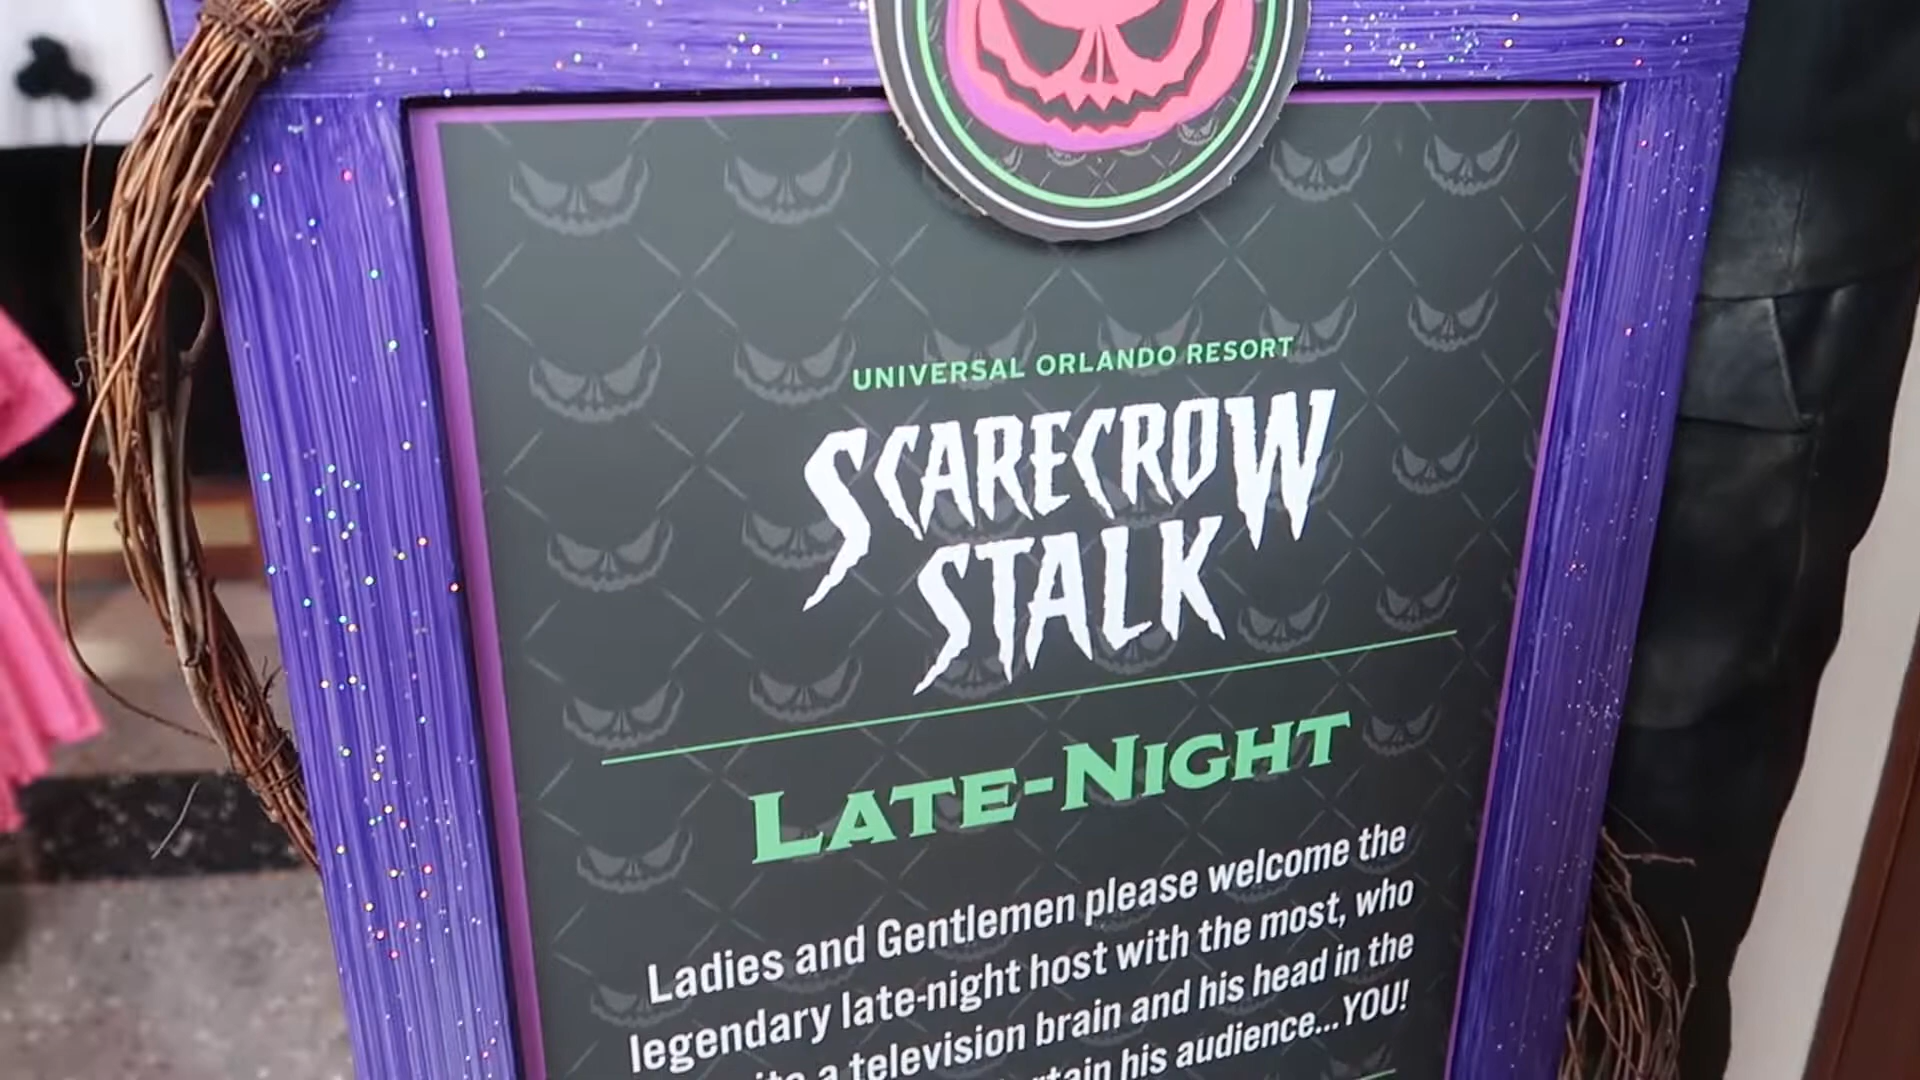 UNIVERSAL ORLANDO RESORT
SCARECROW
STALK
LATE-NIGHT
Ladies and Gentlemen please welcome the
legendary late-night host with the most, who
a television brain and his head in the
his audience...YOU!